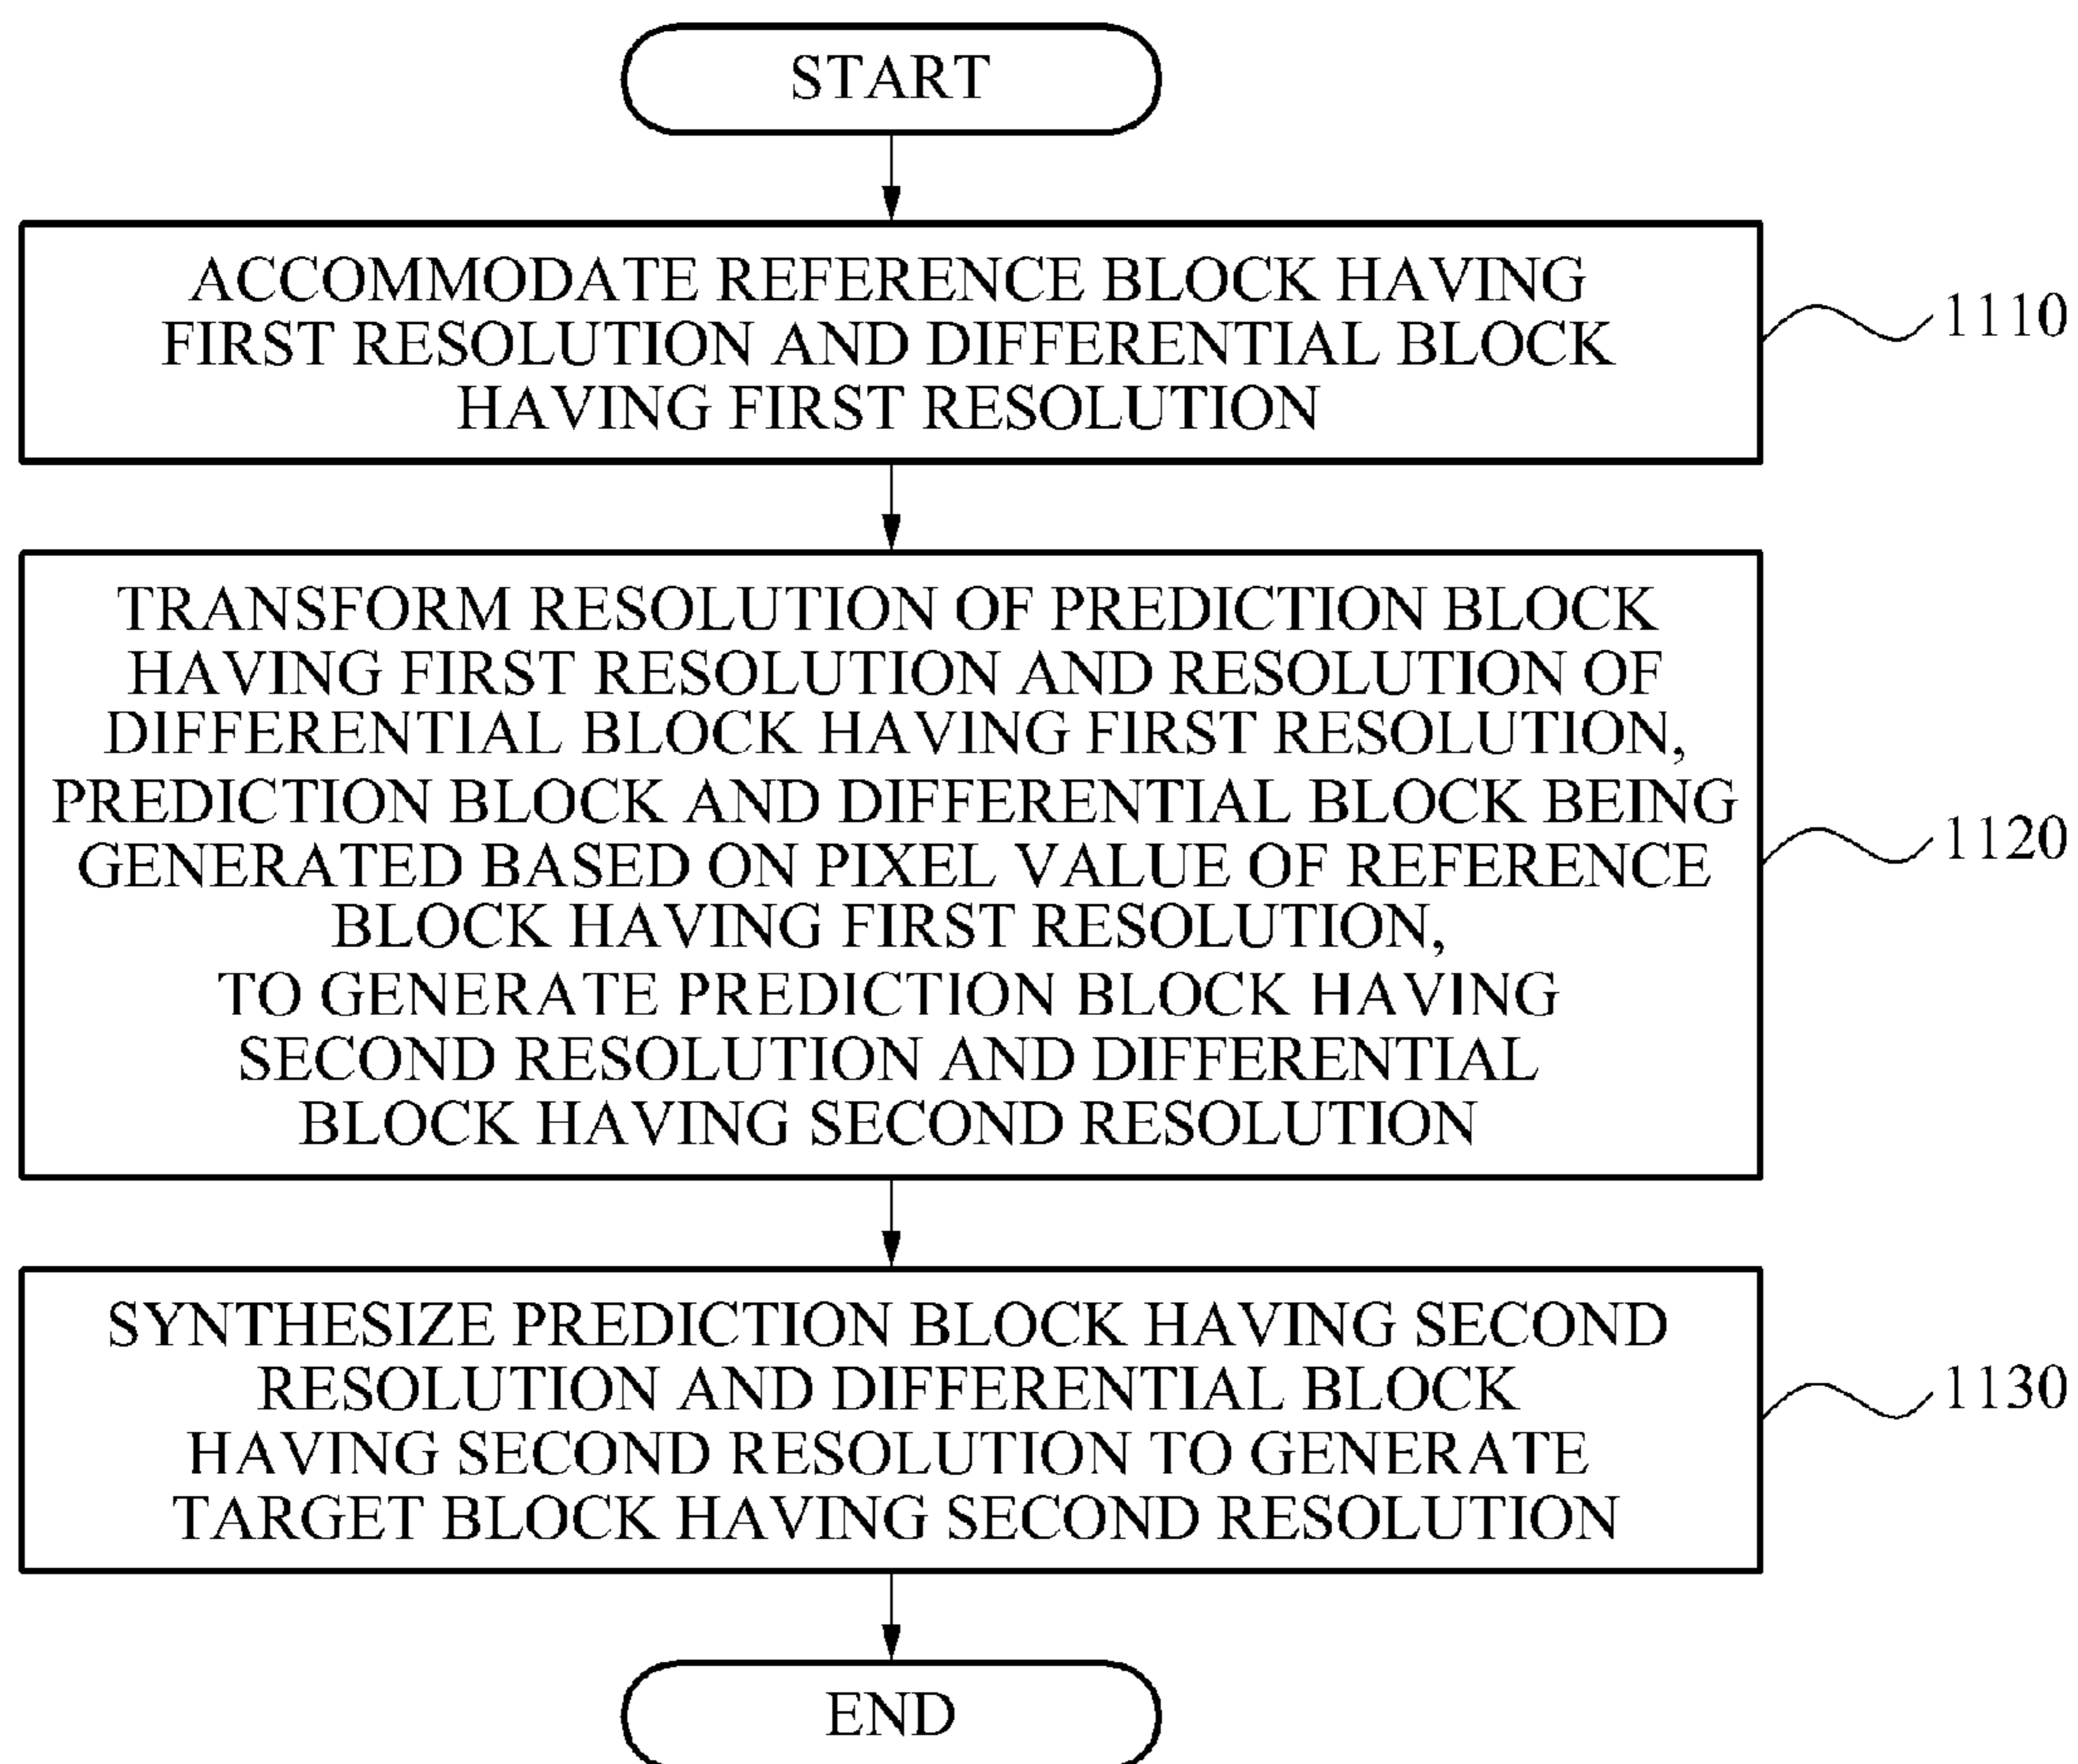 START
ACCOMMODATE REFERENCE BLOCK HAVING
FIRST RESOLUTION AND DIFFERENTIAL BLOCK
HAVING FIRST RESOLUTION
1110
TRANSFORM RESOLUTION OF PREDICTION BLOCK
HAVING FIRST RESOLUTION AND RESOLUTION OF
DIFFERENTIAL BLOCK HAVING FIRST RESOLUTION,
PREDICTION BLOCK AND DIFFERENTIAL BLOCK BEING
GENERATED BASED ON PIXEL VALUE OF REFERENCE
BLOCK HAVING FIRST RESOLUTION,
TO GENERATE PREDICTION BLOCK HAVING
SECOND RESOLUTION AND DIFFERENTIAL
BLOCK HAVING SECOND RESOLUTION
1120
SYNTHESIZE PREDICTION BLOCK HAVING SECOND
RESOLUTION AND DIFFERENTIAL BLOCK
HAVING SECOND RESOLUTION TO GENERATE
TARGET BLOCK HAVING SECOND RESOLUTION
1130
END